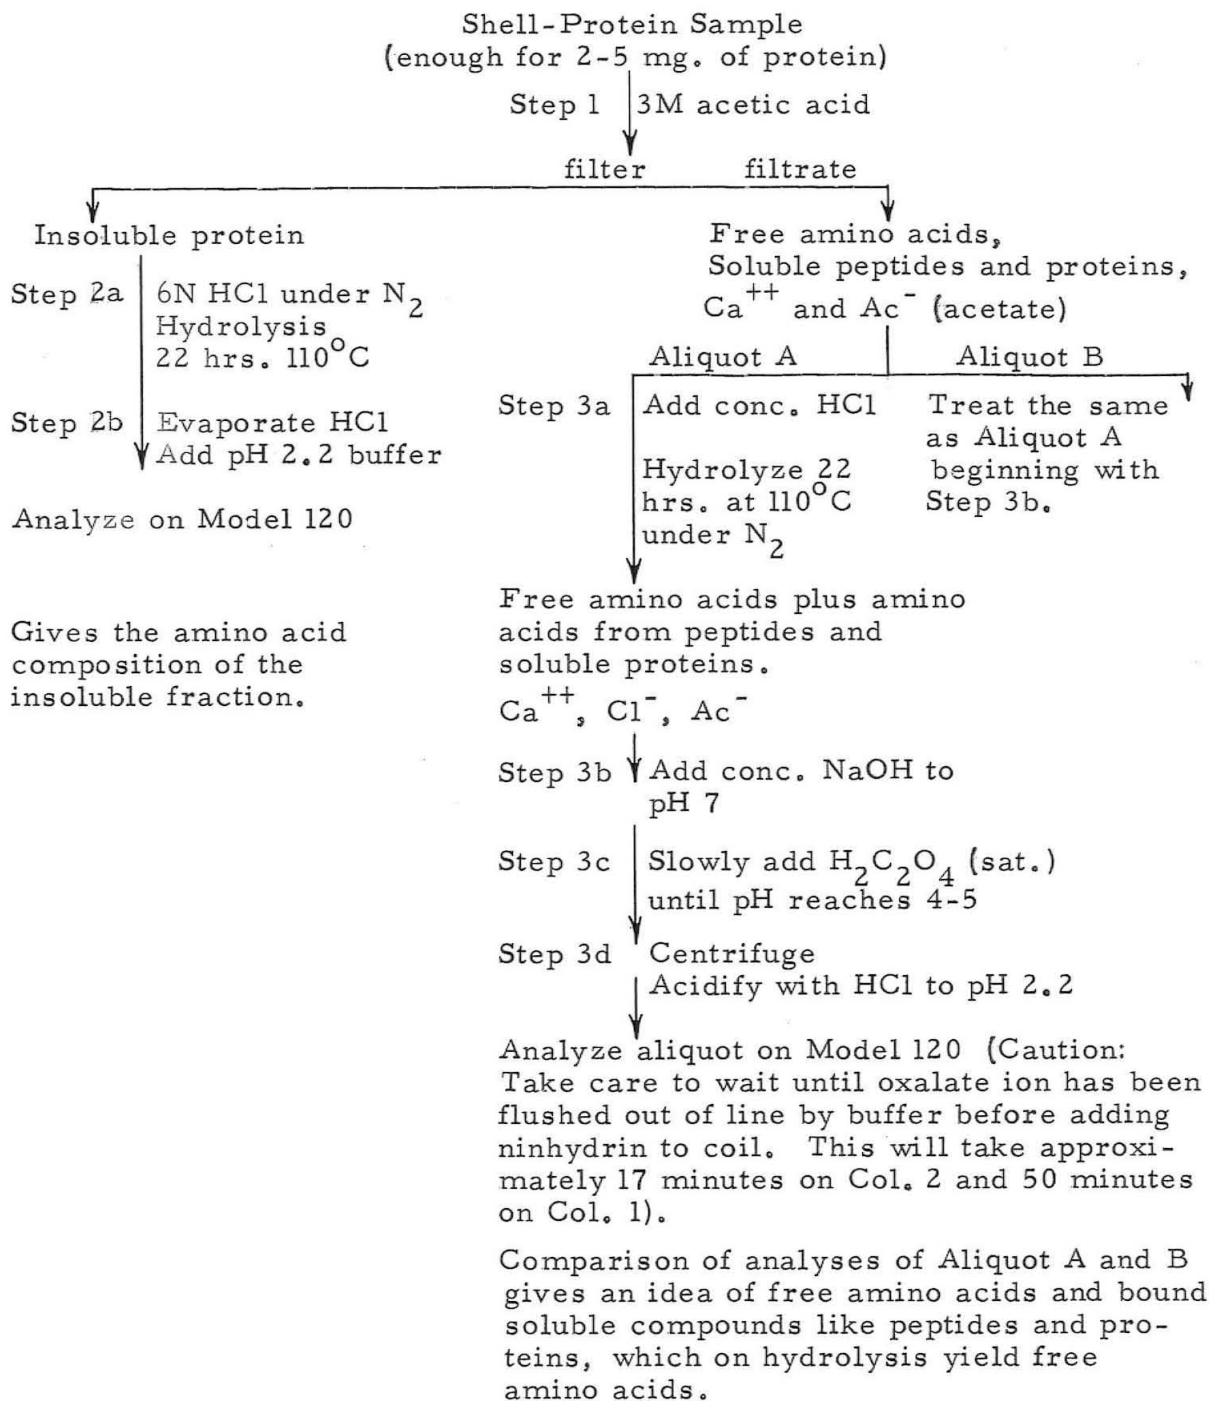 Shell-Protein Sample
(enough for 2-5 mg. of protein)
Step 1 3M acetic acid
filter filtrate
Insoluble protein
Step 2a 6N HCl under N2
Hydrolysis
22 hrs. 110°C
Step 2b Evaporate HCl
Add pH 2.2 buffer
Analyze on Model 120
Gives the amino acid
composition of the
insoluble fraction.
Free amino acids,
Soluble peptides and proteins,
Ca++ and Ac- (acetate)
Aliquot A Aliquot B
Step 3a Add conc. HCl
Hydrolyze 22
hrs. at 110°C
under N2
Treat the same
as Aliquot A
beginning with
Step 3b.
Free amino acids plus amino
acids from peptides and
soluble proteins.
Ca++, Cl-, Ac-
Step 3b Add conc. NaOH to
pH 7
Step 3c Slowly add H2C2O4 (sat.)
until pH reaches 4-5
Step 3d Centrifuge
Acidify with HCl to pH 2.2
Analyze aliquot on Model 120 (Caution:
Take care to wait until oxalate ion has been
flushed out of line by buffer before adding
ninhydrin to coil. This will take approxi-
mately 17 minutes on Col. 2 and 50 minutes
on Col. 1).
Comparison of analyses of Aliquot A and B
gives an idea of free amino acids and bound
soluble compounds like peptides and pro-
teins, which on hydrolysis yield free
amino acids.